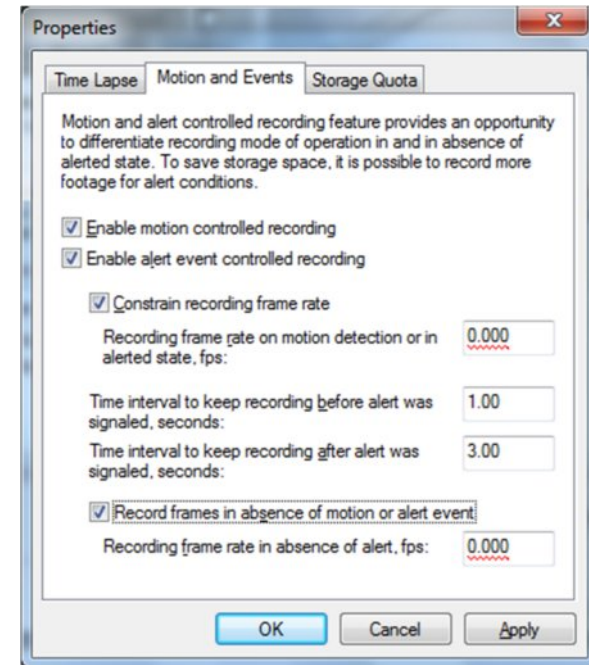 Properties
Time Lapse Motion and Events Storage Quota
Motion and alert controlled recording feature provides an opportunity
to differentiate recording mode of operation in and in absence of
alerted state. To save storage space, it is possible to record more
footage for alert conditions.
Enable motion controlled recording
Enable alert event controlled recording
Constrain recording frame rate
Recording frame rate on motion detection or in 0.000
alerted state, fps:
Time interval to keep recording before alert was 1.00
signaled, seconds:
Time interval to keep recording after alert was 3.00
signaled, seconds:
Record frames in absence of motion or alert event
Recording frame rate in absence of alert, fps: 0.000
OK Cancel Apply